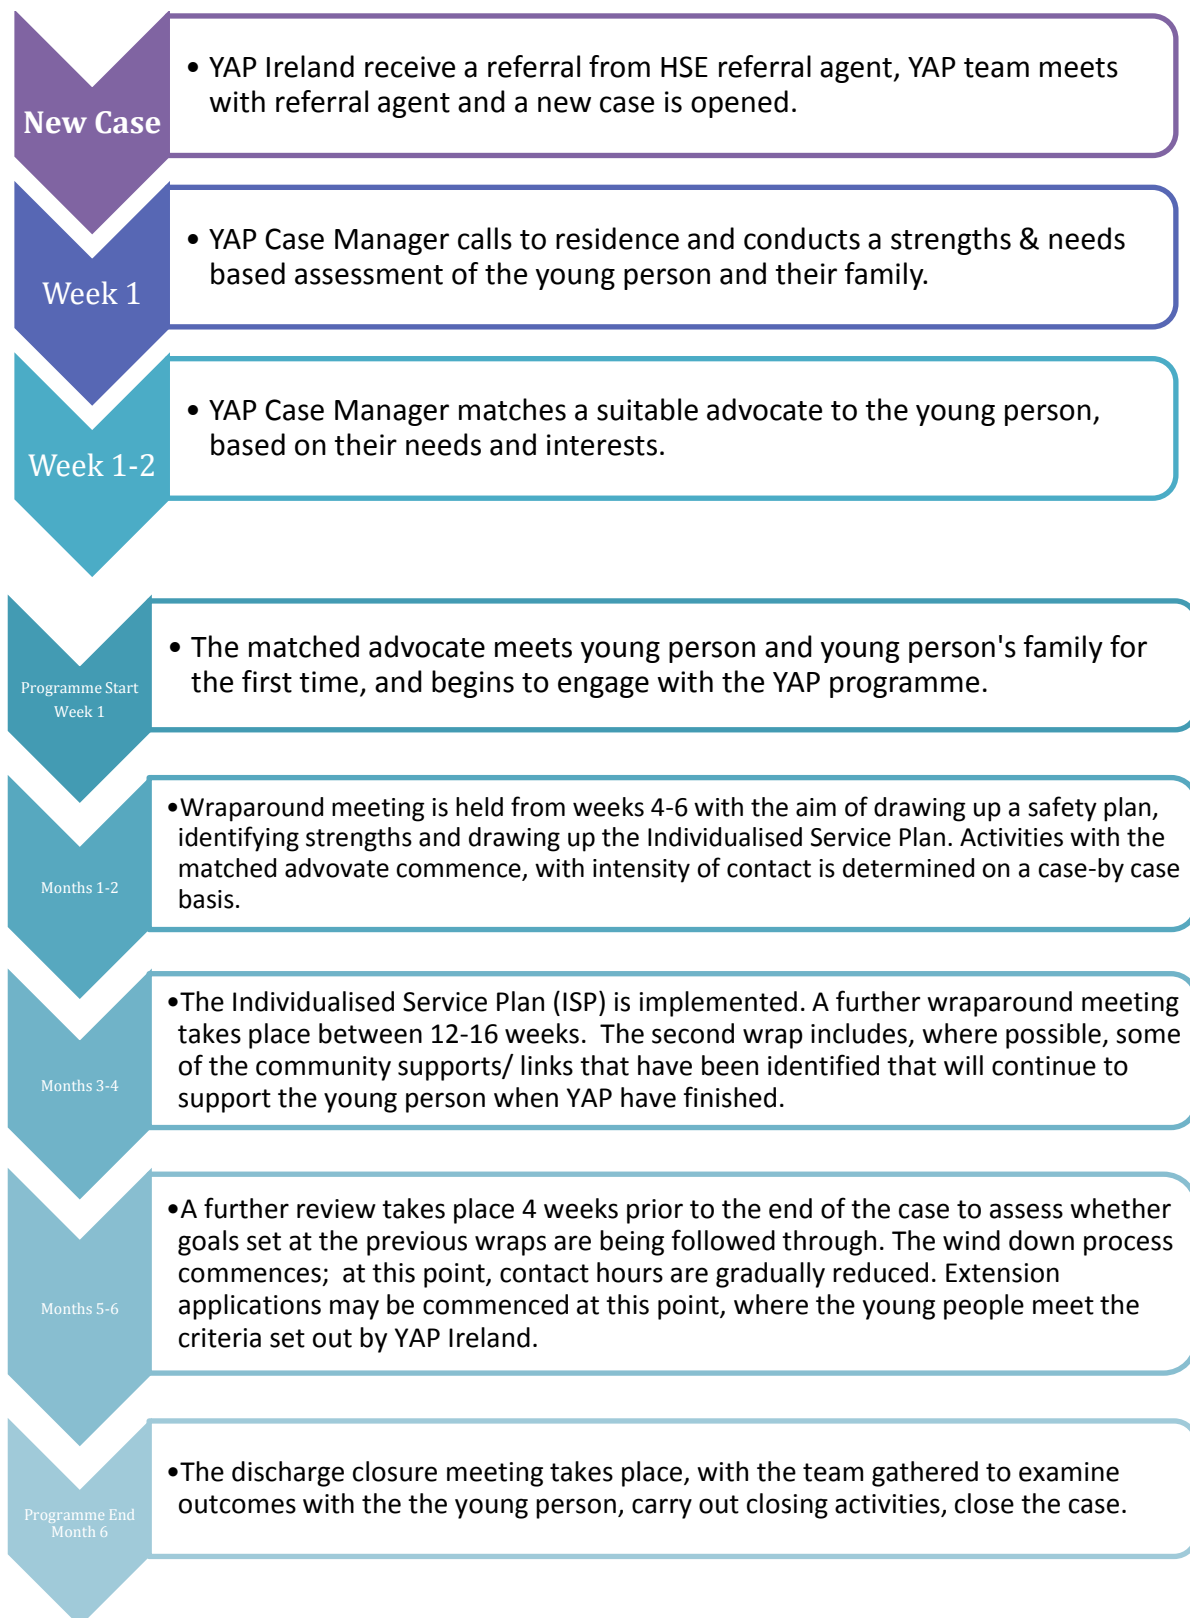 New Case
• YAP Ireland receive a referral from HSE referral agent, YAP team meets
with referral agent and a new case is opened.
Week 1
• YAP Case Manager calls to residence and conducts a strengths & needs
based assessment of the young person and their family.
Week 1-2
• YAP Case Manager matches a suitable advocate to the young person,
based on their needs and interests.
Programme Start
Week 1
• The matched advocate meets young person and young person's family for
the first time, and begins to engage with the YAP programme.
Months 1-2
•Wraparound meeting is held from weeks 4-6 with the aim of drawing up a safety plan,
identifying strengths and drawing up the Individualised Service Plan. Activities with the
matched advovate commence, with intensity of contact is determined on a case-by case
basis.
Months 3-4
•The Individualised Service Plan (ISP) is implemented. A further wraparound meeting
takes place between 12-16 weeks.  The second wrap includes, where possible, some
of the community supports/ links that have been identified that will continue to
support the young person when YAP have finished.
Months 5-6
•A further review takes place 4 weeks prior to the end of the case to assess whether
goals set at the previous wraps are being followed through. The wind down process
commences;  at this point, contact hours are gradually reduced. Extension
applications may be commenced at this point, where the young people meet the
criteria set out by YAP Ireland.
Programme End
Month 6
•The discharge closure meeting takes place, with the team gathered to examine
outcomes with the the young person, carry out closing activities, close the case.